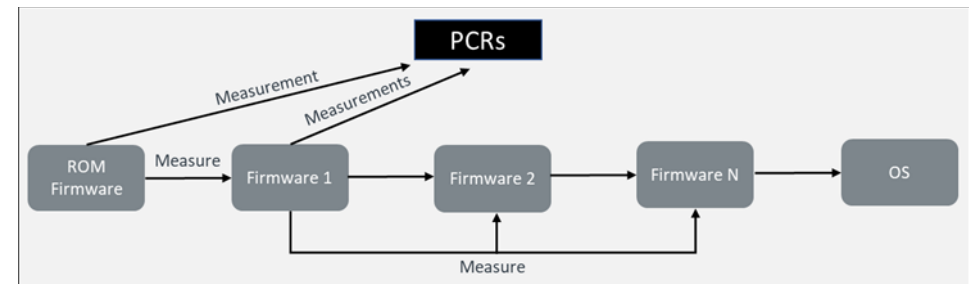 PCRs
Measurement
Measurements
ROM
Firmware
Measure
Firmware 1
Firmware 2
Firmware N
OS
Measure